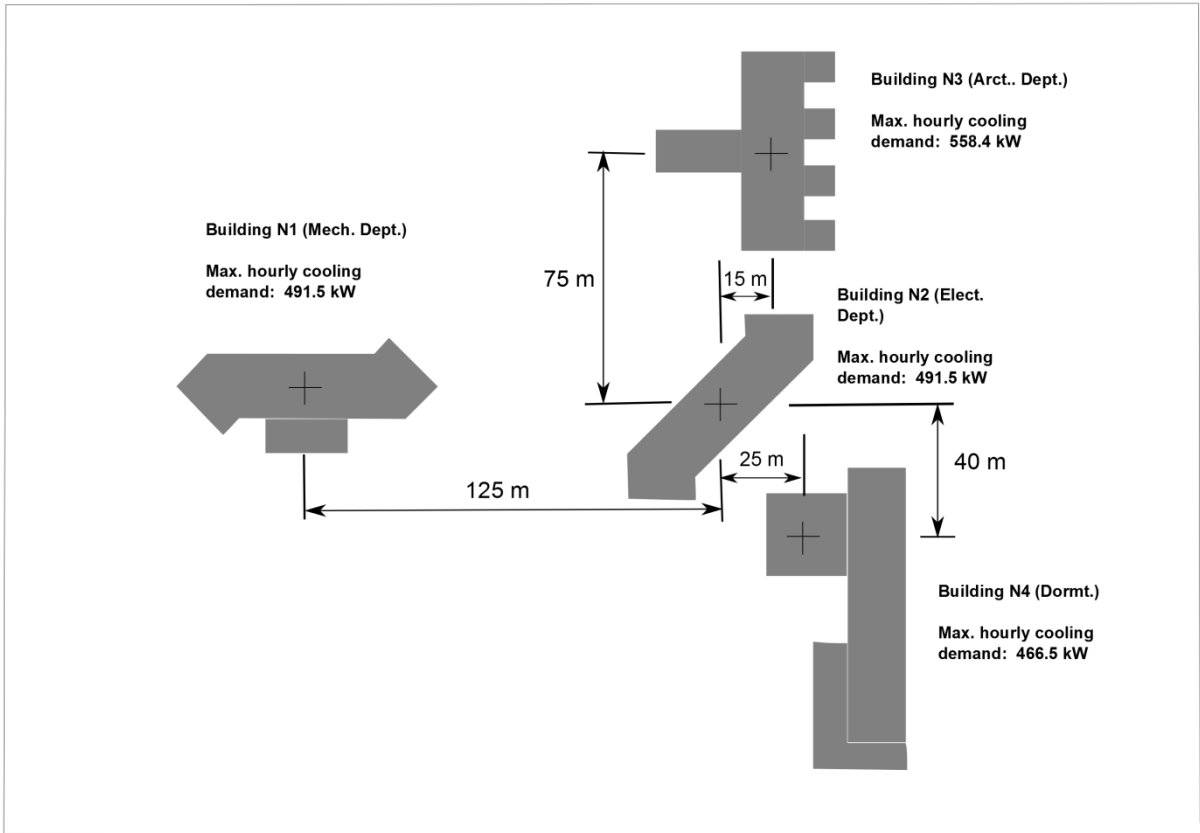 Building N3 (Arct.. Dept.)
Max. hourly cooling
demand:  558.4 kW
Building N1 (Mech. Dept.)
Max. hourly cooling
demand:  491.5 kW
75 m
15 m
Building N2 (Elect.
Dept.)
Max. hourly cooling
demand:  491.5 kW
25 m
40 m
125 m
Building N4 (Dormt.)
Max. hourly cooling
demand:  466.5 kW